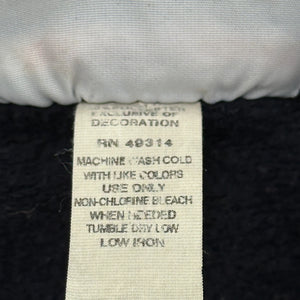 EXCLUSIVE OF
DECORATION
RN 49314
MACHINE WASH COLD
WITH LIKE COLORS
USE ONLY
NON-CHLORINE BLEACH
WHEN NEEDED
TUMBLE DRY LOW
LOW IRON